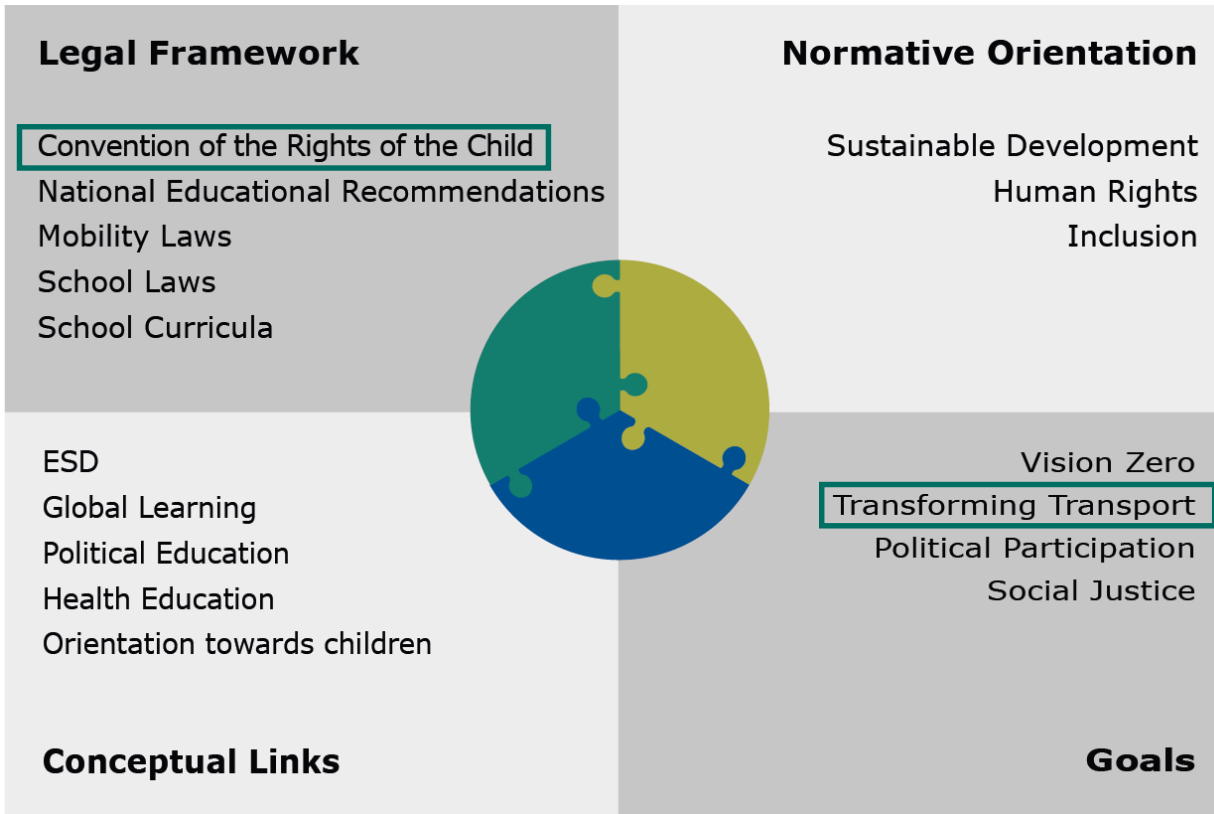 Legal Framework
Convention of the Rights of the Child
National Educational Recommendations
Mobility Laws
School Laws
School Curricula
Normative Orientation
Sustainable Development
Human Rights
Inclusion
ESD
Global Learning
Political Education
Health Education
Orientation towards children
Conceptual Links
Vision Zero
Transforming Transport
Political Participation
Social Justice
Goals